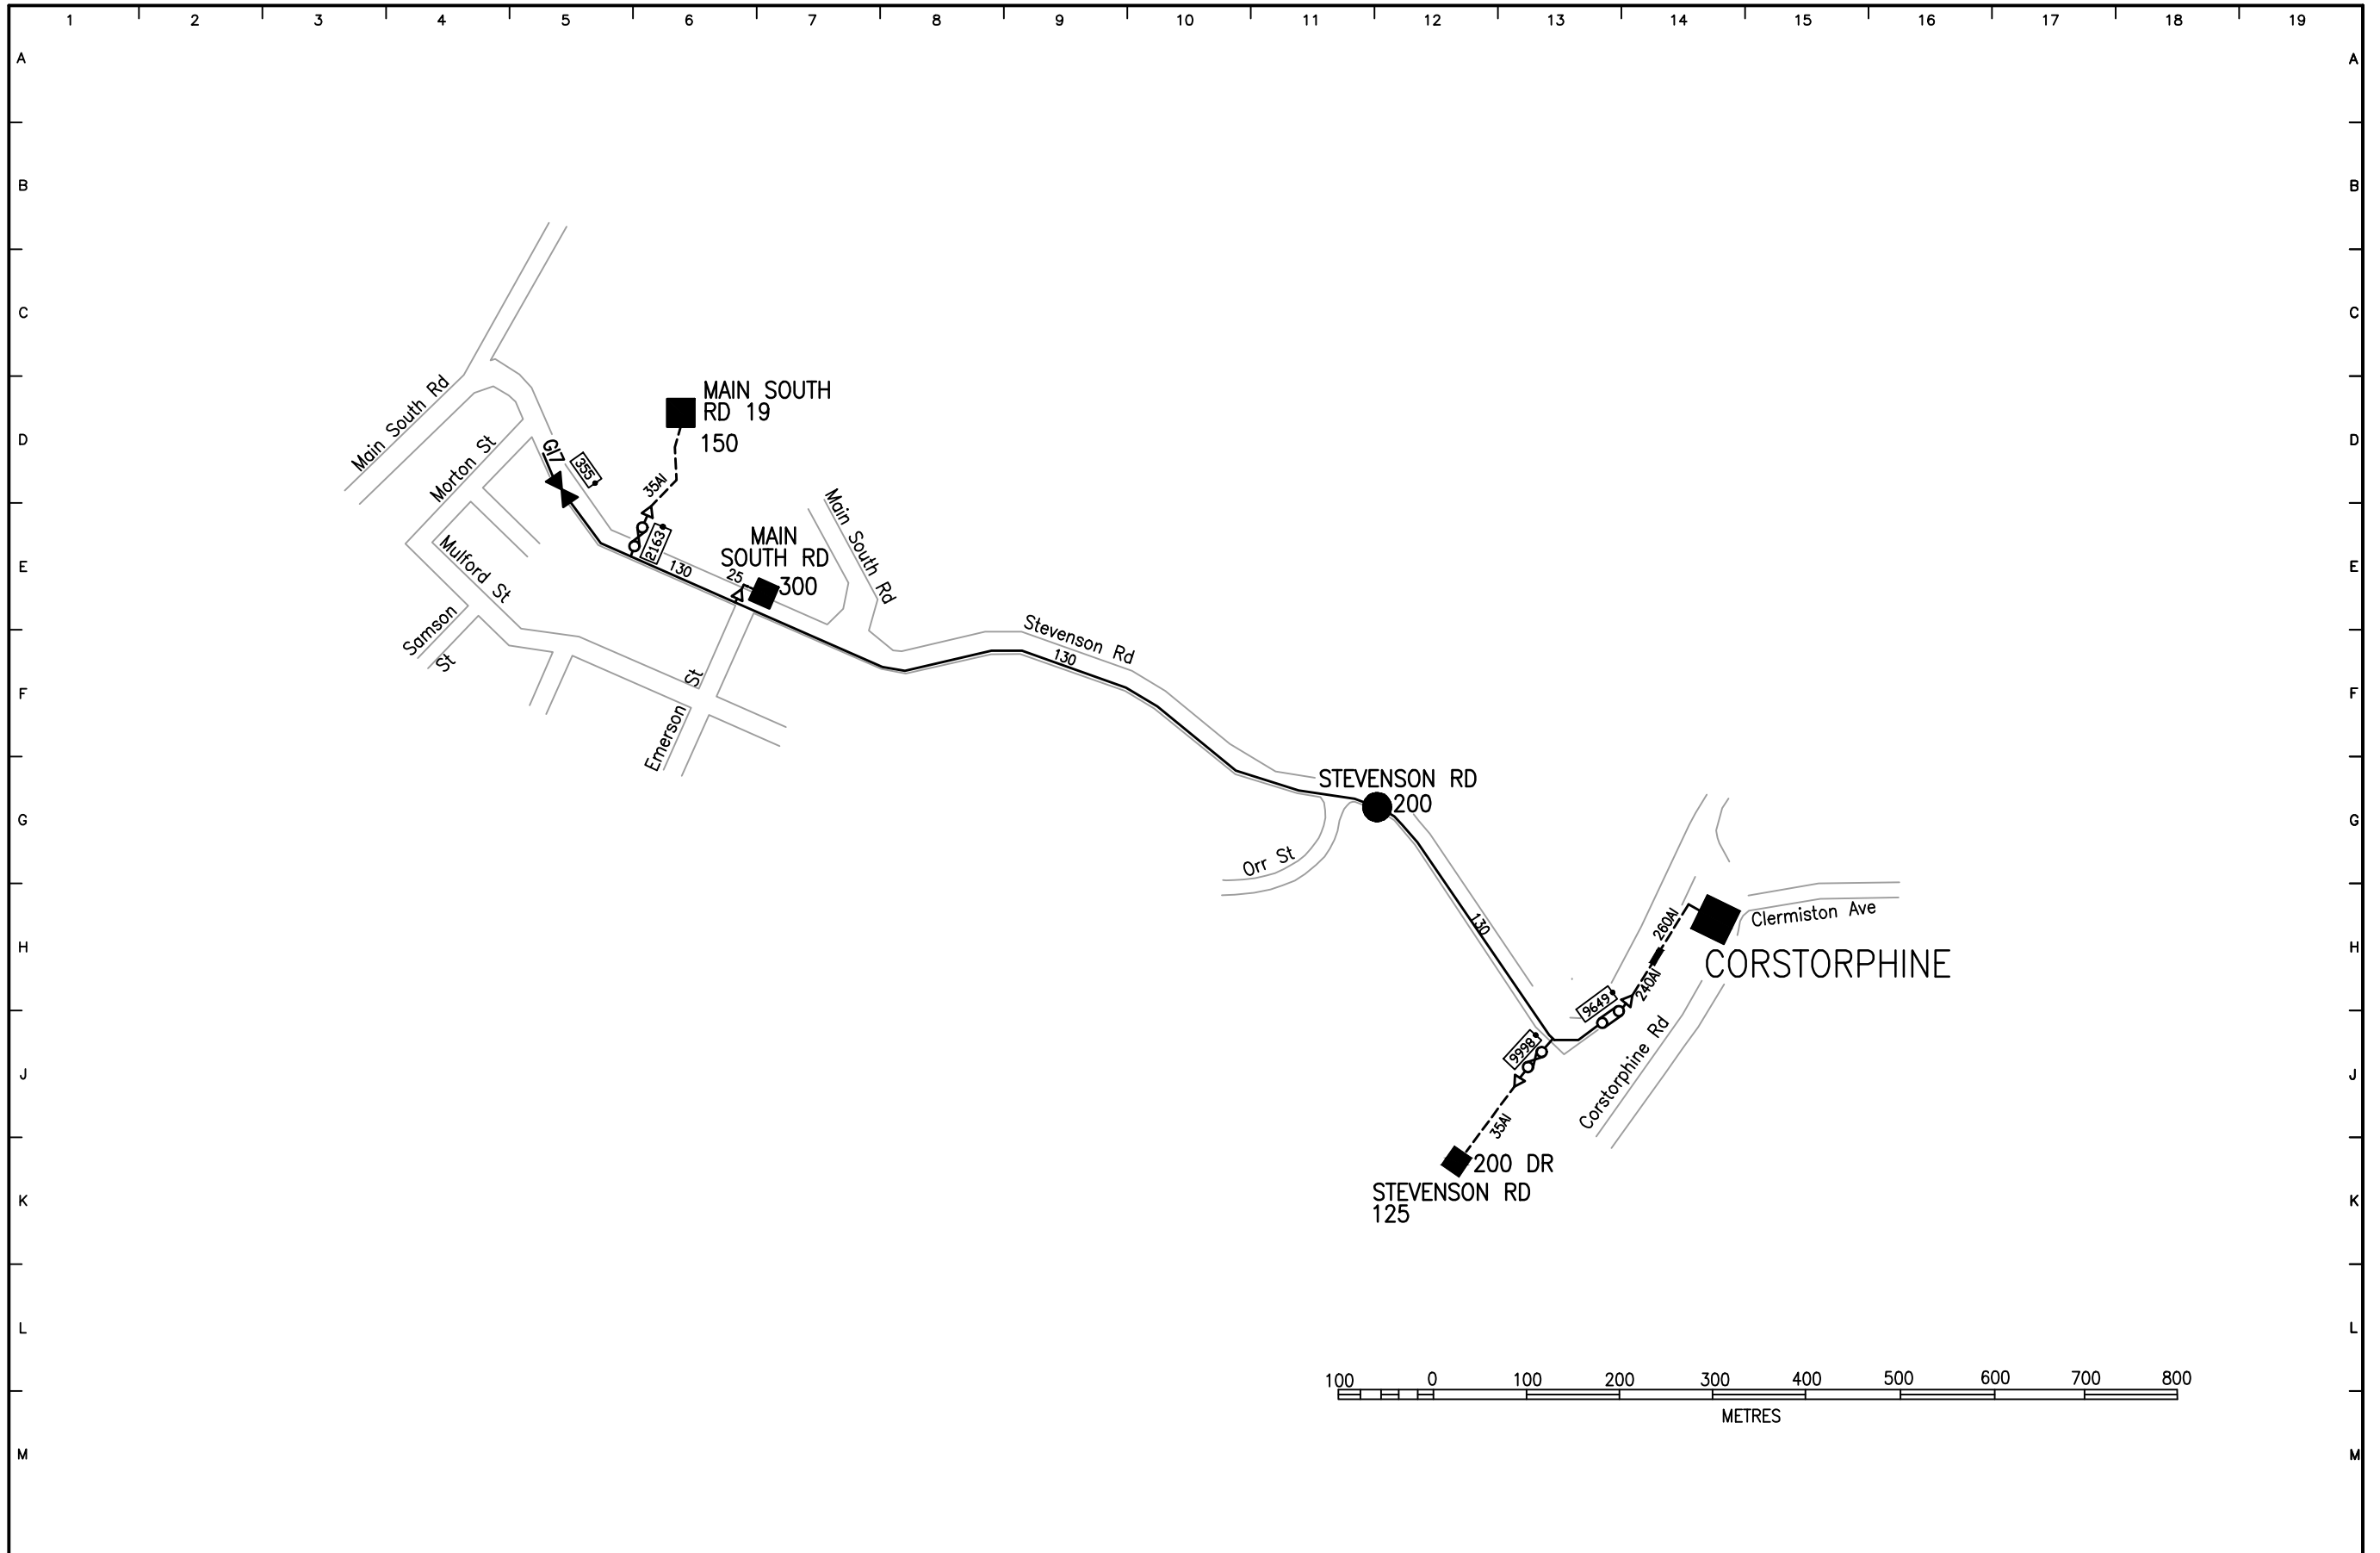 1 2 3 4 5 6 7 8 9 10 11 12 13 14 15 16 17 18 19
A A
B B
C C
Main South Rd
MAIN SOUTH
RD 19
150
D D
Morton St
G17
355
35Al
Main South Rd
2163
MAIN
SOUTH RD
300
25
130
E E
Mulford St
Samson
St
Stevenson Rd
130
F F
Emerson St
STEVENSON RD
200
G G
Orr St
130
260Al
Clermiston Ave
H H
CORSTORPHINE
240Al
9649
9998
Corstorphine Rd
J J
35Al
200 DR
STEVENSON RD
125
K K
L L
100 0 100 200 300 400 500 600 700 800
METRES
M M